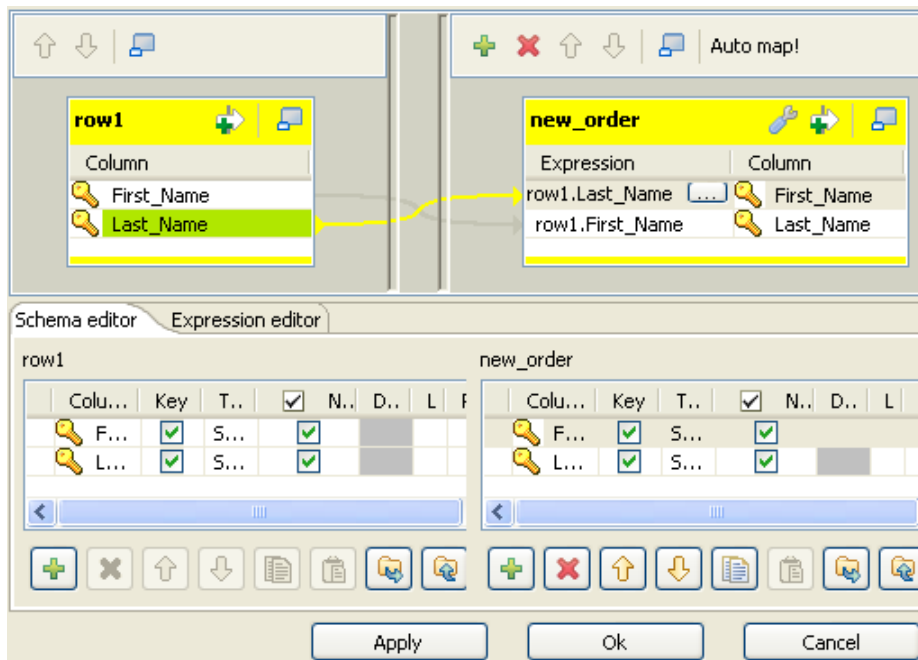 Auto map!
row1
Column
First_Name
Last_Name
new_order
Expression Column
row1.Last_Name ... First_Name
row1.First_Name Last_Name
Schema editor Expression editor
row1
Colu... Key T.. N.. D.. L
F... S...
L... S...
new_order
Colu... Key T.. N.. D.. L
F... S...
L... S...
Apply Ok Cancel